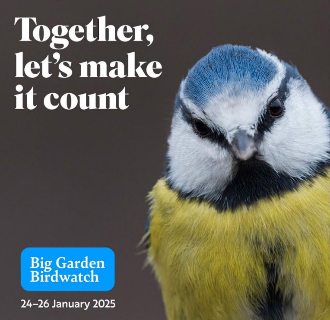 Together,
let's make
it count
Big Garden
Birdwatch
24–26 January 2025